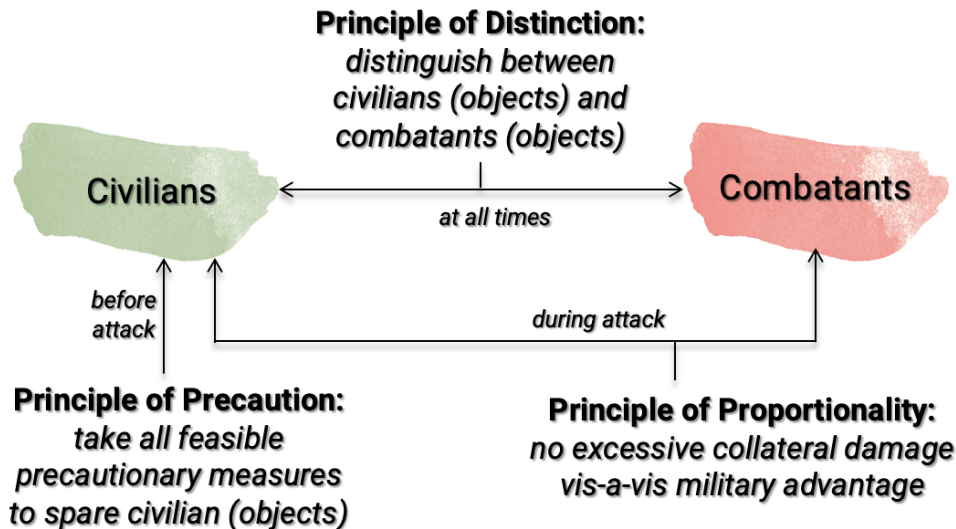 Principle of Distinction:
distinguish between
civilians (objects) and
combatants (objects)
Civilians
Combatants
at all times
before
attack
during attack
Principle of Precaution:
take all feasible
precautionary measures
to spare civilian (objects)
Principle of Proportionality:
no excessive collateral damage
vis-a-vis military advantage